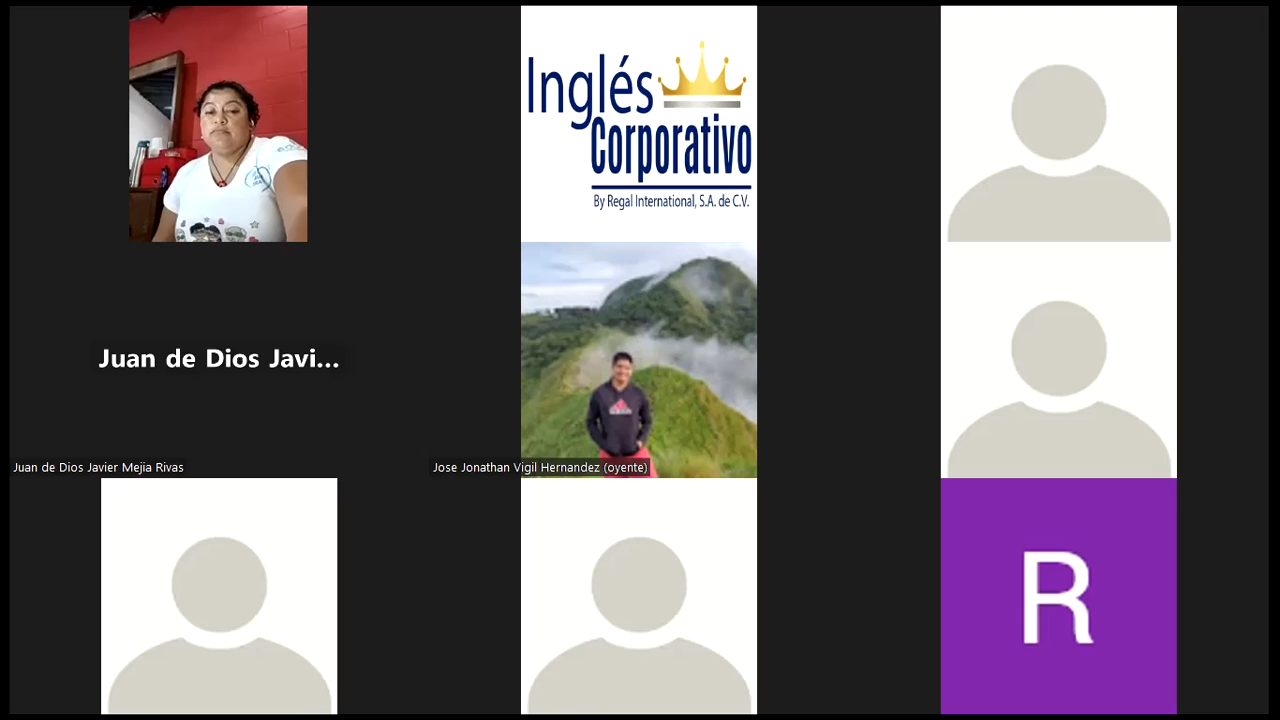 Inglés
Corporativo
By Regal International, S.A. de C.V.
Juan de Dios Javi...
Juan de Dios Javier Mejia Rivas
Jose Jonathan Vigil Hernandez (oyente)
R